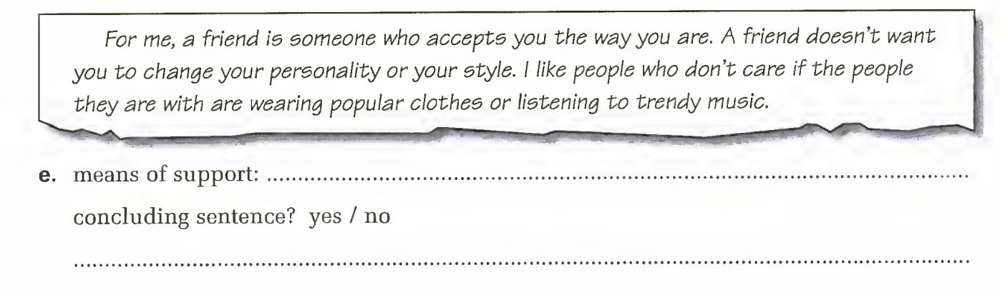 For me, a friend is someone who accepts you the way you are. A friend doesn't want
you to change your personality or your style. I like people who don't care if the people
they are with are wearing popular clothes or listening to trendy music.
e. means of support: ..........................................................................................
concluding sentence? yes / no
..........................................................................................